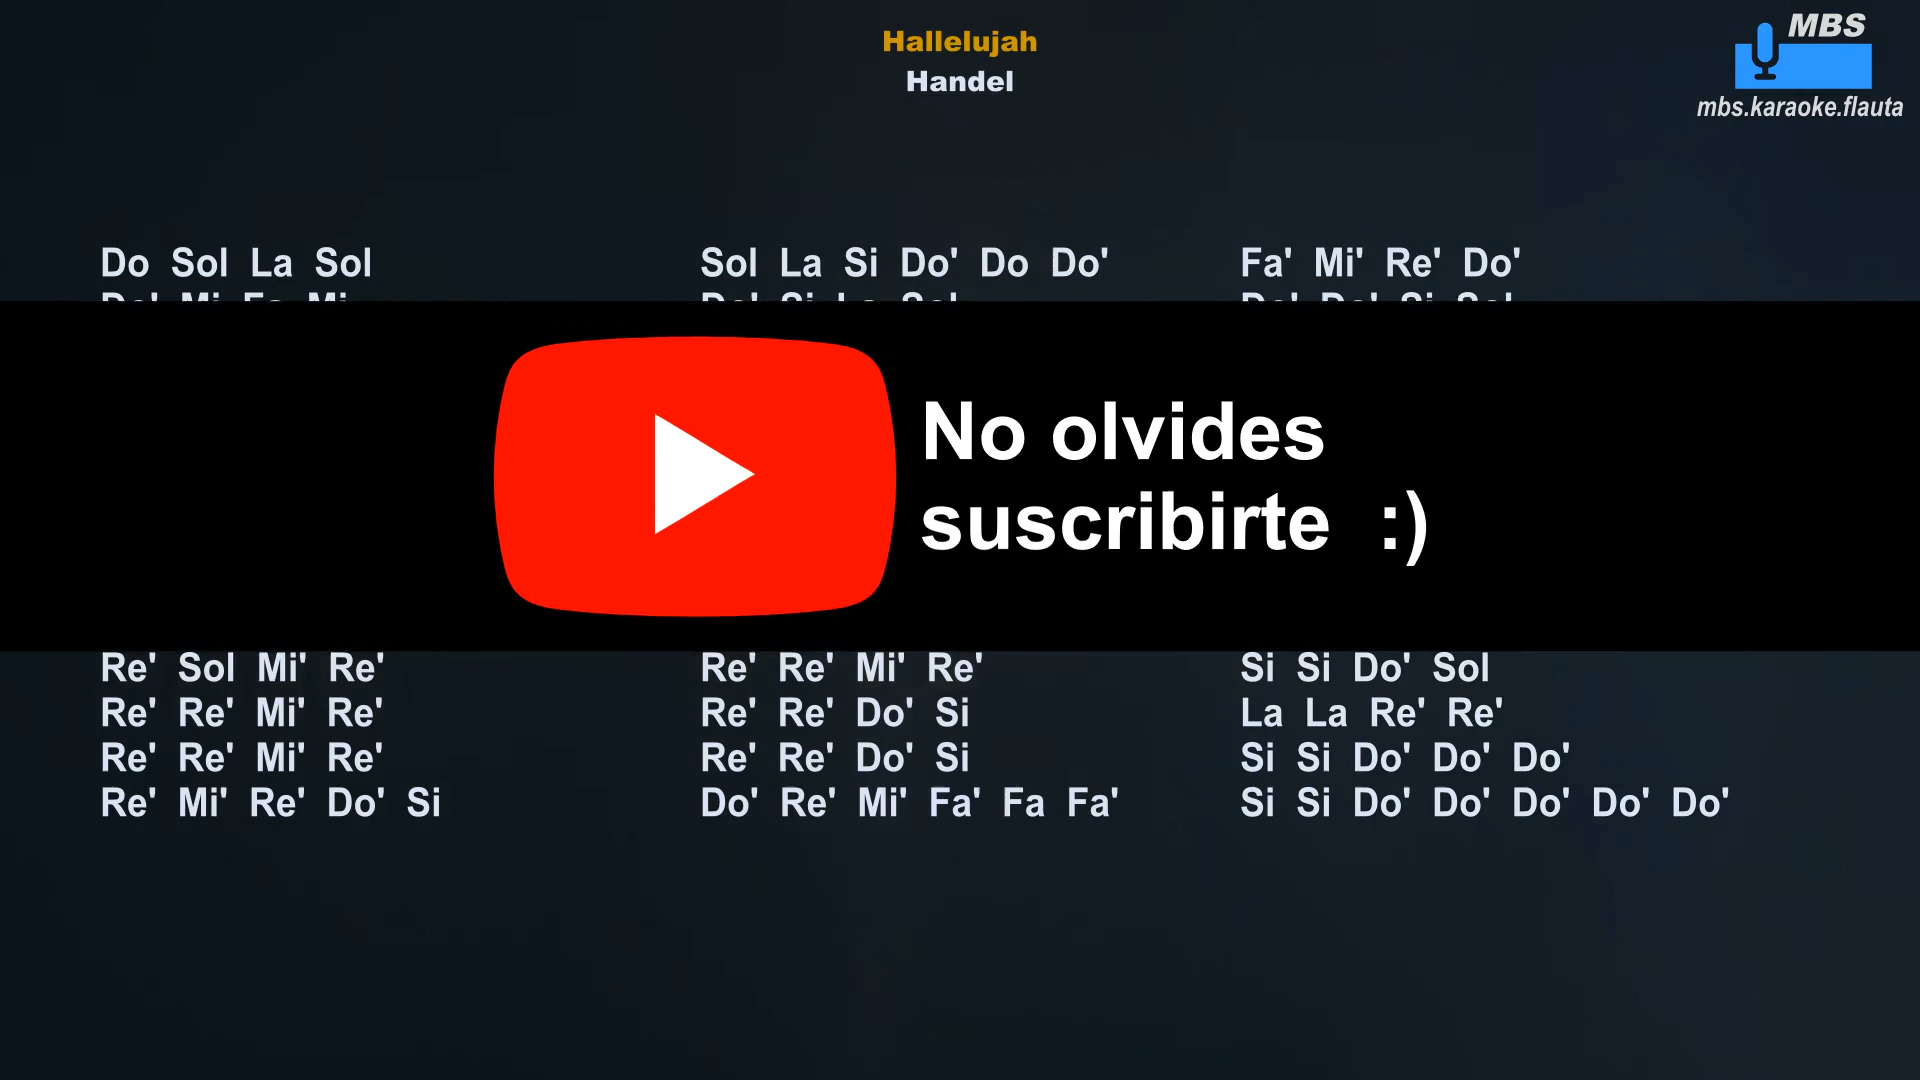 Hallelujah
Handel
MBS
mbs.karaoke.flauta
Do Sol La Sol
Sol La Si Do' Do Do'
Fa' Mi' Re' Do'
No olvides
suscribirte :)
Re' Sol Mi' Re'
Re' Re' Mi' Re'
Re' Re' Mi' Re'
Re' Mi' Re' Do' Si
Re' Re' Mi' Re'
Re' Re' Do' Si
Re' Re' Do' Si
Do' Re' Mi' Fa' Fa Fa'
Si Si Do' Sol
La La Re' Re'
Si Si Do' Do' Do'
Si Si Do' Do' Do' Do' Do'